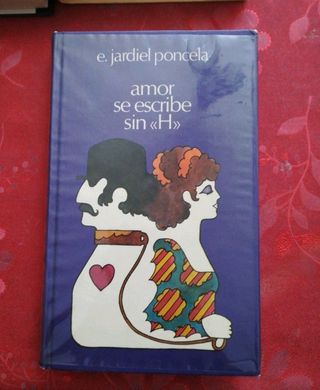 e. jardiel poncela
amor
se escribe
sin «H»